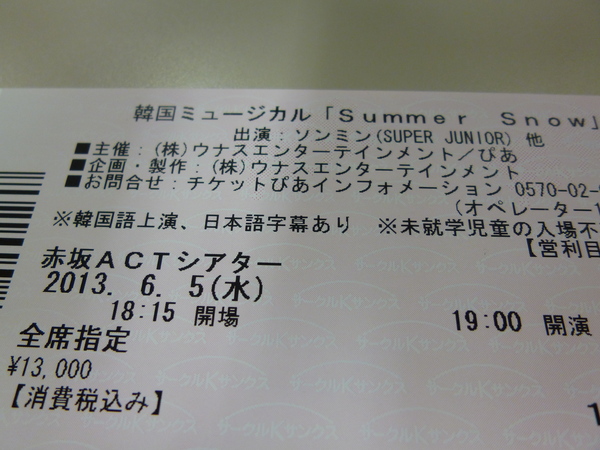 韓国ミュージカル「Ｓｕｍｍｅｒ　Ｓｎｏｗ」
出演：ソンミン(SUPER JUNIOR) 他
■主催：(株)ウナスエンターテインメント／ぴあ
■企画・製作：(株)ウナスエンターテインメント
■お問合せ：チケットぴあインフォメーション 0570-02-
(オペレーター1
※韓国語上演、日本語字幕あり　※未就学児童の入場不
【営利目
赤坂ＡＣＴシアター
2013. 6. 5(水)
18:15 開場　19:00 開演
全席指定
¥13,000
【消費税込み】
サークルKサンクス